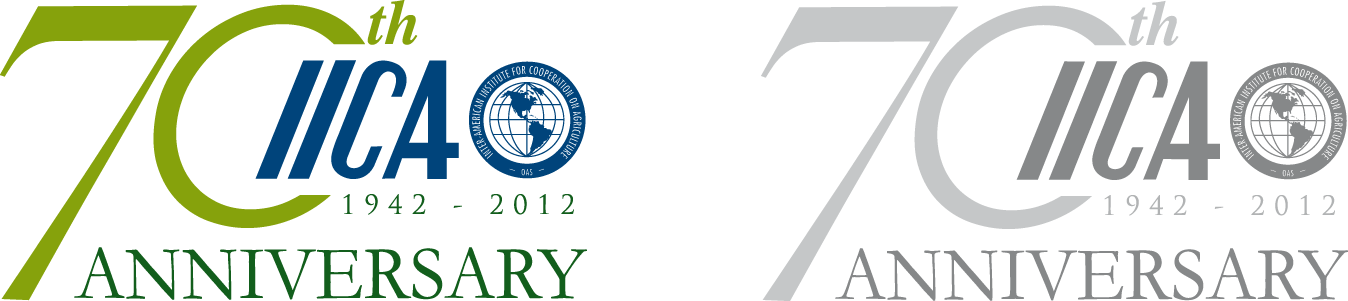 70th
IICA
INTER-AMERICAN INSTITUTE FOR COOPERATION ON AGRICULTURE
— OAS —
1942 - 2012
ANNIVERSARY
70th
IICA
INTER-AMERICAN INSTITUTE FOR COOPERATION ON AGRICULTURE
— OAS —
1942 - 2012
ANNIVERSARY